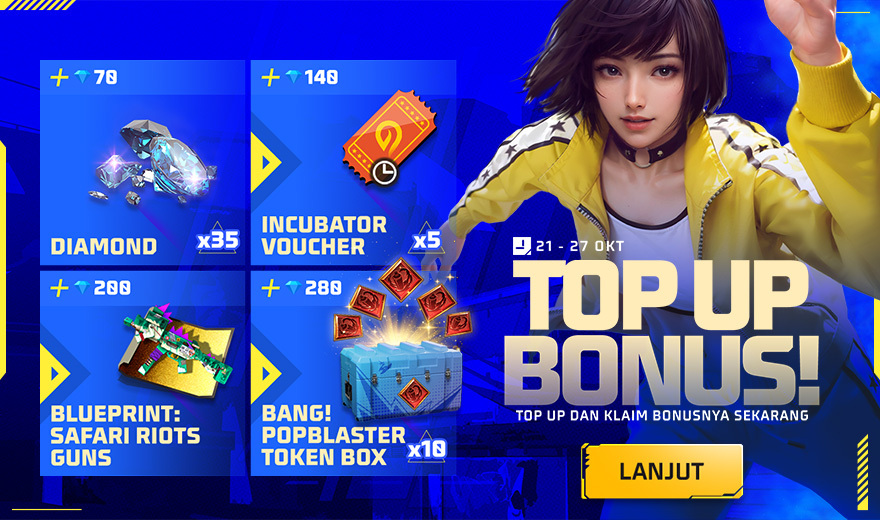 + 70
DIAMOND
x35
+ 140
INCUBATOR
VOUCHER
x5
+ 200
BLUEPRINT:
SAFARI RIOTS
GUNS
+ 280
BANG!
POPBLASTER
TOKEN BOX
x10
21 - 27 OKT
TOP UP
BONUS!
TOP UP DAN KLAIM BONUSNYA SEKARANG
LANJUT